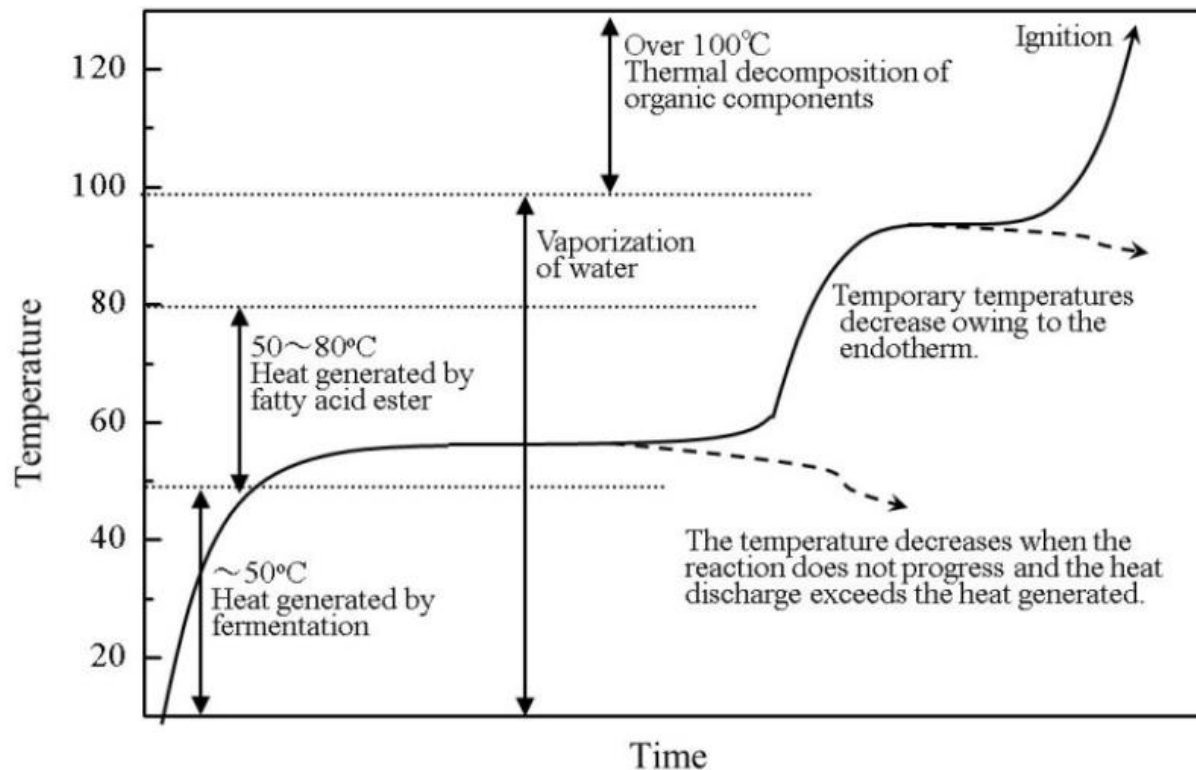 Temperature
120
100
80
60
40
20
Over 100℃
Thermal decomposition of
organic components
Ignition
Vaporization
of water
50～80ºC
Heat generated by
fatty acid ester
Temporary temperatures
decrease owing to the
endotherm.
～50ºC
Heat generated by
fermentation
The temperature decreases when the
reaction does not progress and the heat
discharge exceeds the heat generated.
Time